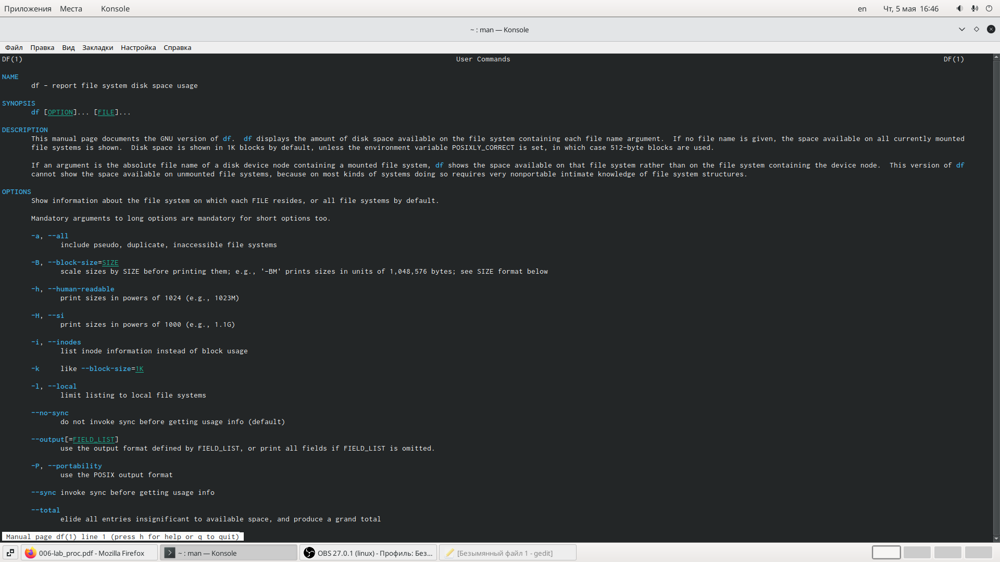 Приложения Места Konsole en Чт, 5 мая 16:46
~ : man — Konsole
Файл Правка Вид Закладки Настройка Справка
DF(1) User Commands DF(1)
NAME
df - report file system disk space usage
SYNOPSIS
df [OPTION]... [FILE]...
DESCRIPTION
This manual page documents the GNU version of df. df displays the amount of disk space available on the file system containing each file name argument. If no file name is given, the space available on all currently mounted
file systems is shown. Disk space is shown in 1K blocks by default, unless the environment variable POSIXLY_CORRECT is set, in which case 512-byte blocks are used.
If an argument is the absolute file name of a disk device node containing a mounted file system, df shows the space available on that file system rather than on the file system containing the device node. This version of df
cannot show the space available on unmounted file systems, because on most kinds of systems doing so requires very nonportable intimate knowledge of file system structures.
OPTIONS
Show information about the file system on which each FILE resides, or all file systems by default.
Mandatory arguments to long options are mandatory for short options too.
-a, --all
include pseudo, duplicate, inaccessible file systems
-B, --block-size=SIZE
scale sizes by SIZE before printing them; e.g., '-BM' prints sizes in units of 1,048,576 bytes; see SIZE format below
-h, --human-readable
print sizes in powers of 1024 (e.g., 1023M)
-H, --si
print sizes in powers of 1000 (e.g., 1.1G)
-i, --inodes
list inode information instead of block usage
-k like --block-size=1K
-l, --local
limit listing to local file systems
--no-sync
do not invoke sync before getting usage info (default)
--output[=FIELD_LIST]
use the output format defined by FIELD_LIST, or print all fields if FIELD_LIST is omitted.
-P, --portability
use the POSIX output format
--sync invoke sync before getting usage info
--total
elide all entries insignificant to available space, and produce a grand total
Manual page df(1) line 1 (press h for help or q to quit)
006-lab_proc.pdf - Mozilla Firefox ~ : man — Konsole OBS 27.0.1 (linux) - Профиль: Без... [Безымянный файл 1 - gedit]